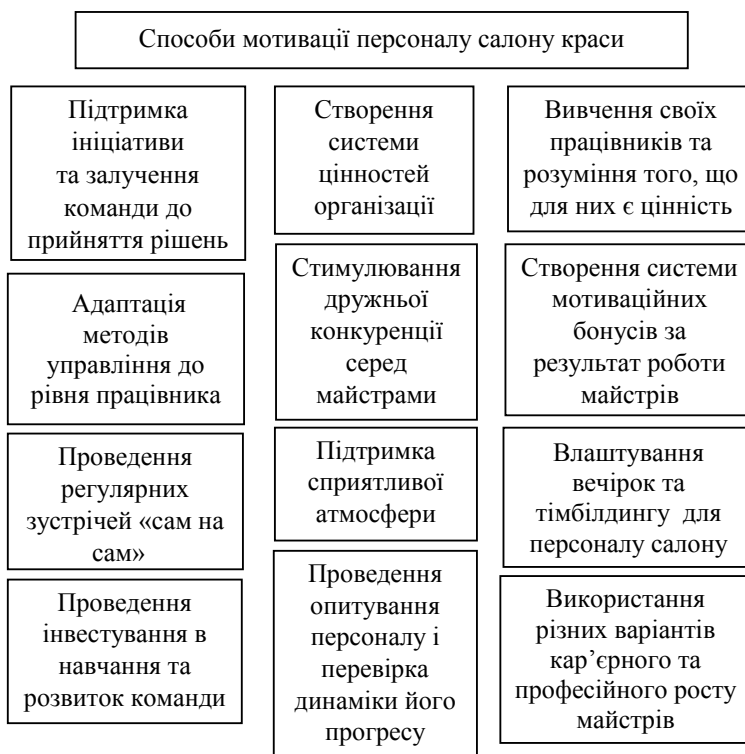 Способи мотивації персоналу салону краси
Підтримка
ініціативи
та залучення
команди до
прийняття рішень
Створення
системи
цінностей
організації
Вивчення своїх
працівників та
розуміння того, що
для них є цінність
Адаптація
методів
управління до
рівня працівника
Стимулювання
дружньої
конкуренції
серед
майстрами
Створення системи
мотиваційних
бонусів за
результат роботи
майстрів
Проведення
регулярних
зустрічей «сам на
сам»
Підтримка
сприятливої
атмосфери
Влаштування
вечірок та
тімбілдингу для
персоналу салону
Проведення
інвестування в
навчання та
розвиток команди
Проведення
опитування
персоналу і
перевірка
динаміки його
прогресу
Використання
різних варіантів
кар’єрного та
професійного росту
майстрів